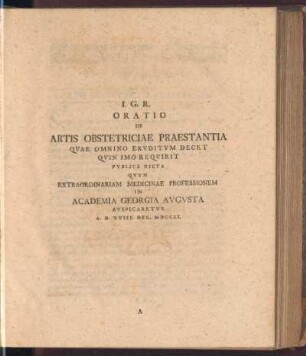 I. G. R.
ORATIO
DE
ARTIS OBSTETRICIAE PRAESTANTIA
QVAE OMNINO ERVDITVM DECET
QVIN IMO REQVIRIT
PVBLICE DICTA
QVVM
EXTRAORDINARIAM MEDICINAE PROFESSIONEM
IN
ACADEMIA GEORGIA AVGVSTA
AVSPICARETVR
A. D. XVIII DEC. MDCCLI.
A